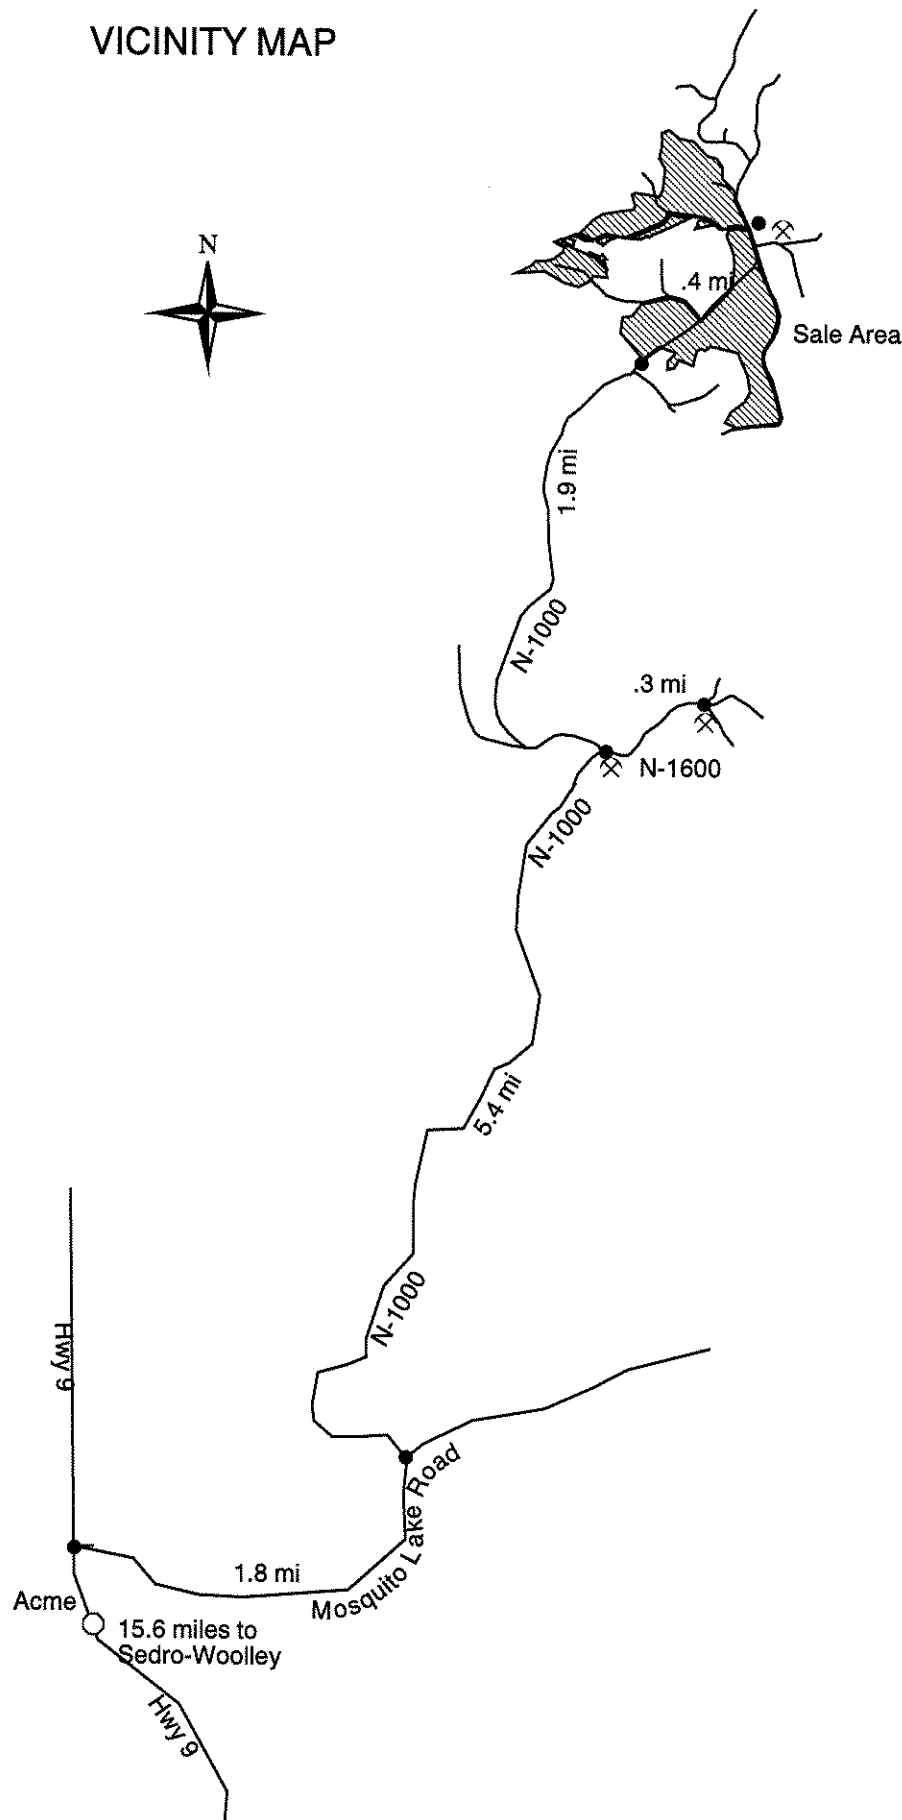 VICINITY MAP
N
.4 mi
Sale Area
1.9 mi
N-1000
.3 mi
N-1600
N-1000
5.4 mi
N-1000
Hwy 9
Mosquito Lake Road
1.8 mi
Acme
15.6 miles to
Sedro-Woolley
Hwy 9